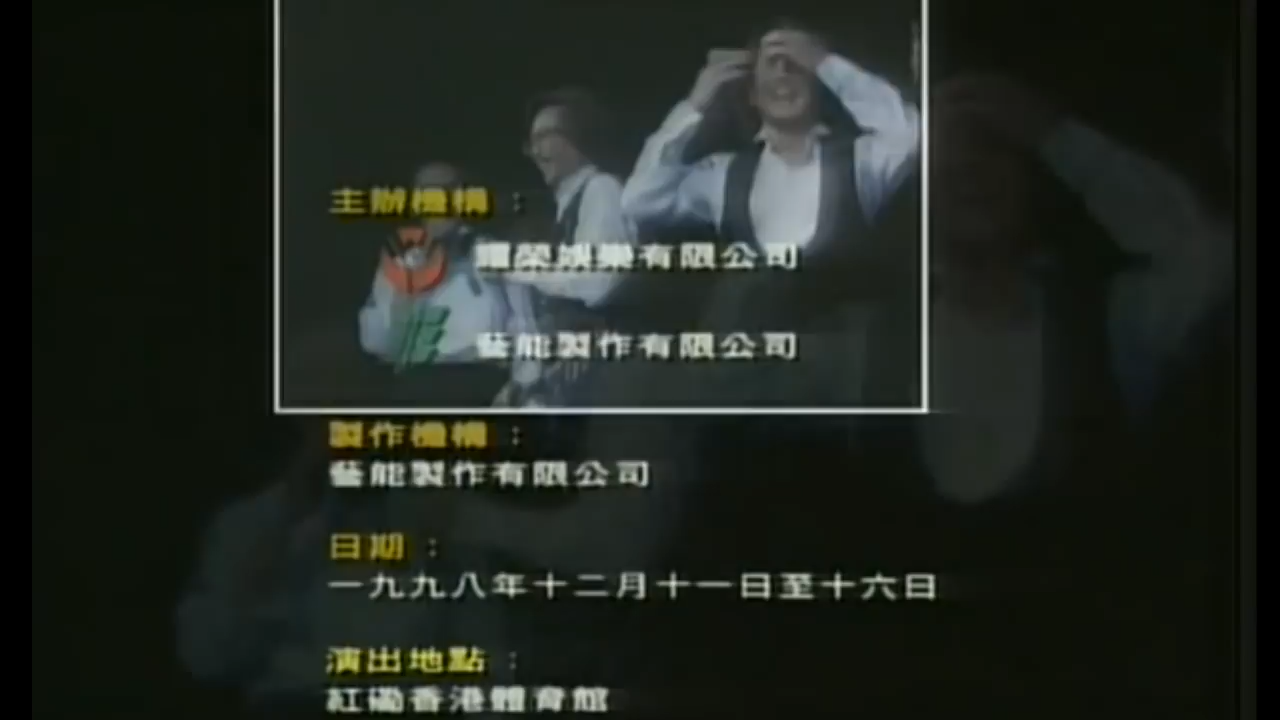 主辦機構：
耀榮娛樂有限公司
藝能製作有限公司
製作機構：
藝能製作有限公司
日期：
一九九八年十二月十一日至十六日
演出地點：
紅磡香港體育館